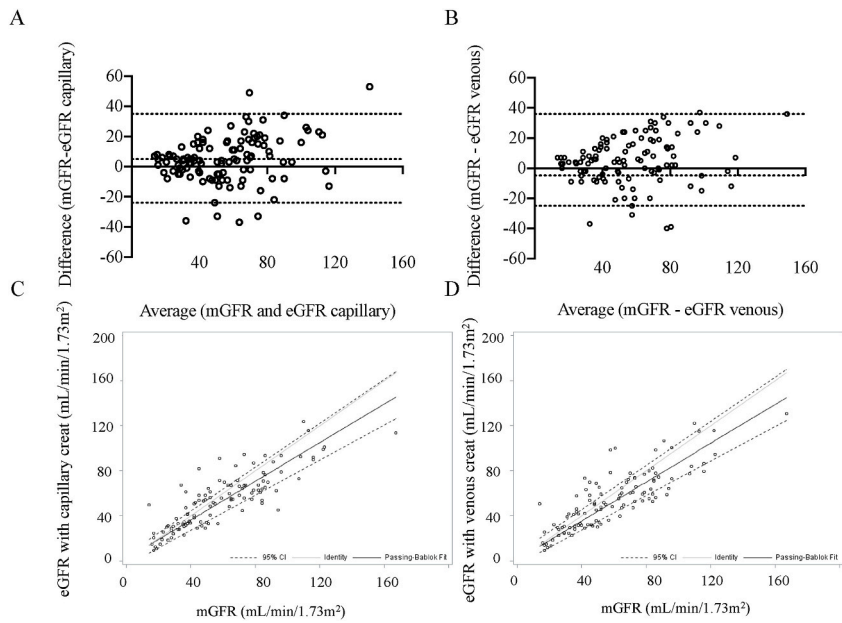 A
B
Difference (mGFR-eGFR capillary)
60
40
20
0
-20
-40
-60
40
80
120
160
Average (mGFR and eGFR capillary)
Difference (mGFR - eGFR venous)
60
40
20
0
-20
-40
-60
40
80
120
160
Average (mGFR - eGFR venous)
C
D
eGFR with capillary creat (mL/min/1.73m²)
200
160
120
80
40
0
95% CI Identity Passing-Bablok Fit
0 40 80 120 160 200
mGFR (mL/min/1.73m²)
eGFR with venous creat (mL/min/1.73m²)
200
160
120
80
40
0
95% CI Identity Passing-Bablok Fit
0 40 80 120 160 200
mGFR (mL/min/1.73m²)